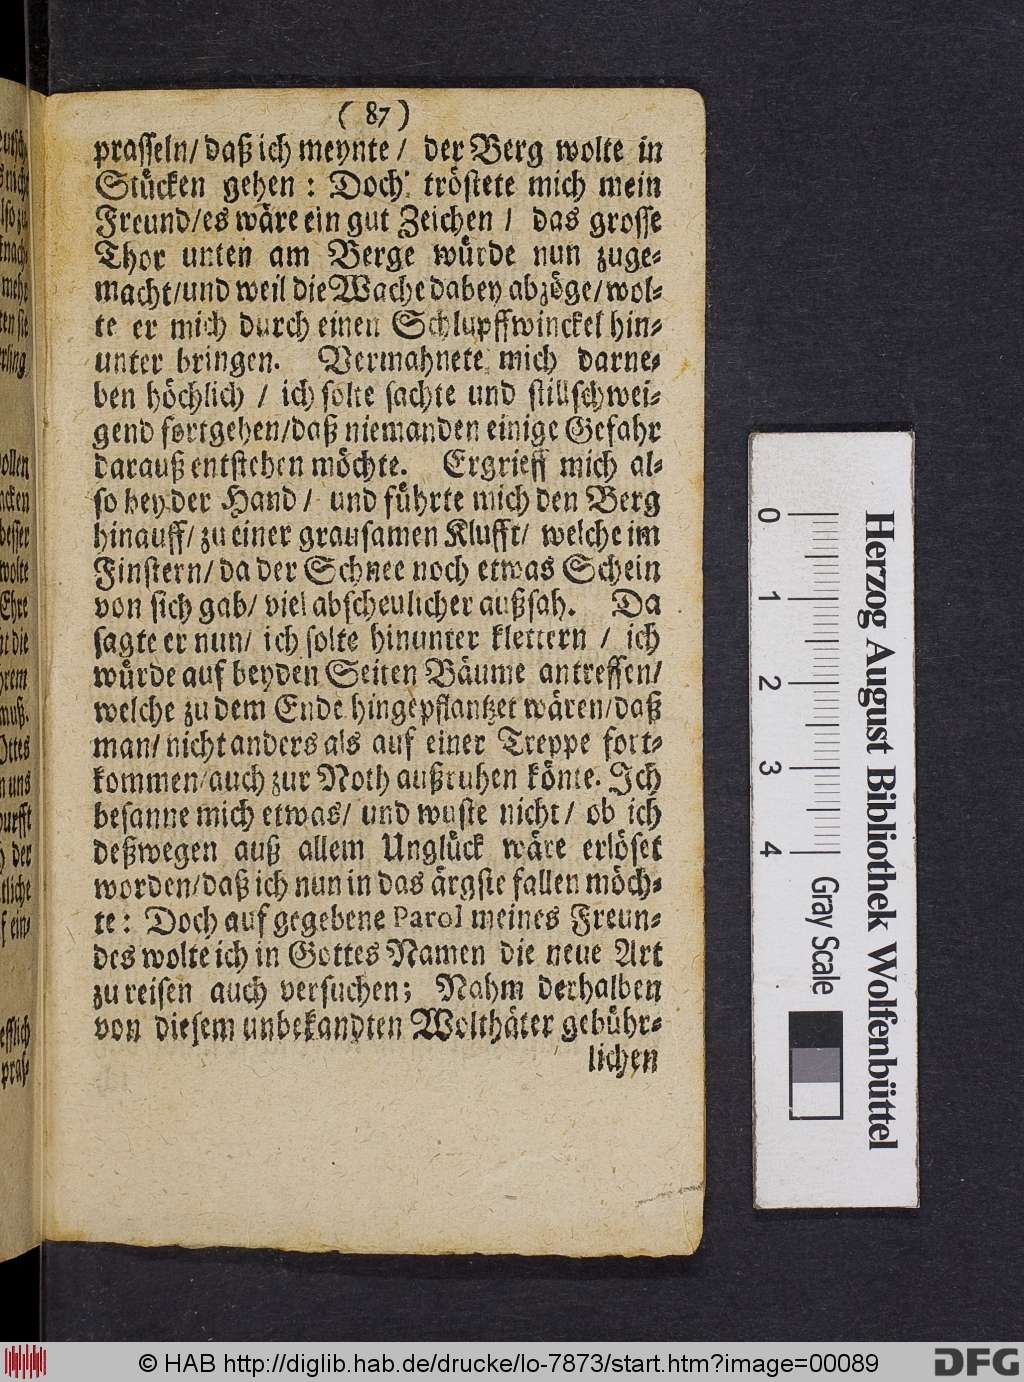 ( 87 )
prasseln/ daß ich meynte / der Berg wolte in
Stücken gehen : Doch tröstete mich mein
Freund/ es wäre ein gut Zeichen / das grosse
Thor unten am Berge würde nun zuge-
macht/ und weil die Wache dabey abzöge/ wol-
te er mich durch einen Schlupffwinckel hin-
unter bringen. Vermahnete mich darne-
ben höchlich / ich solte sachte und stillschwei-
gend fortgehen/ daß niemanden einige Gefahr
darauß entstehen möchte. Ergrieff mich al-
so bey der Hand / und führte mich den Berg
hinauff/ zu einer grausamen Klufft/ welche im
Finstern/ da der Schnee noch etwas Schein
von sich gab/ viel abscheulicher außsah. Da
sagte er nun/ ich solte hinunter klettern / ich
würde auf beyden Seiten Bäume antreffen/
welche zu dem Ende hingepflantzet wären/ daß
man/ nicht anders als auf einer Treppe fort-
kommen/ auch zur Noth außruhen könte. Ich
besanne mich etwas/ und wuste nicht / ob ich
deßwegen auß allem Unglück wäre erlöset
worden/ daß ich nun in das ärgste fallen möch-
te : Doch auf gegebene Parol meines Freun-
des wolte ich in Gottes Namen die neue Art
zu reisen auch versuchen; Nahm derhalben
von diesem unbekandten Wolthäter gebühr-
lichen
Herzog August Bibliothek Wolfenbüttel
0 1 2 3 4 Gray Scale
© HAB http://diglib.hab.de/drucke/lo-7873/start.htm?image=00089
DFG